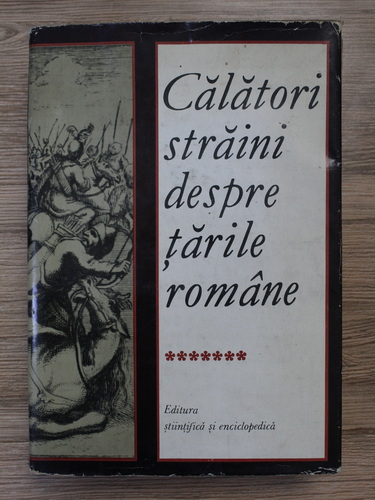 Călători
străini
despre
țările
române
*******
Editura
științifică și enciclopedică